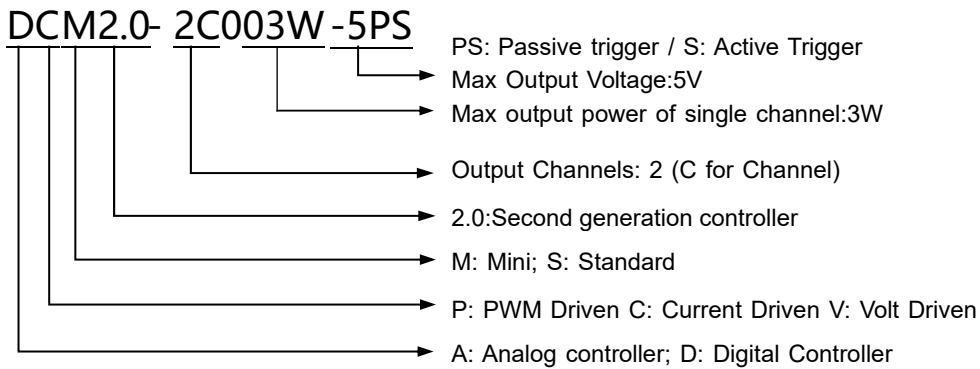 DCM2.0- 2C003W-5PS
PS: Passive trigger / S: Active Trigger
Max Output Voltage:5V
Max output power of single channel:3W
Output Channels: 2 (C for Channel)
2.0:Second generation controller
M: Mini; S: Standard
P: PWM Driven C: Current Driven V: Volt Driven
A: Analog controller; D: Digital Controller